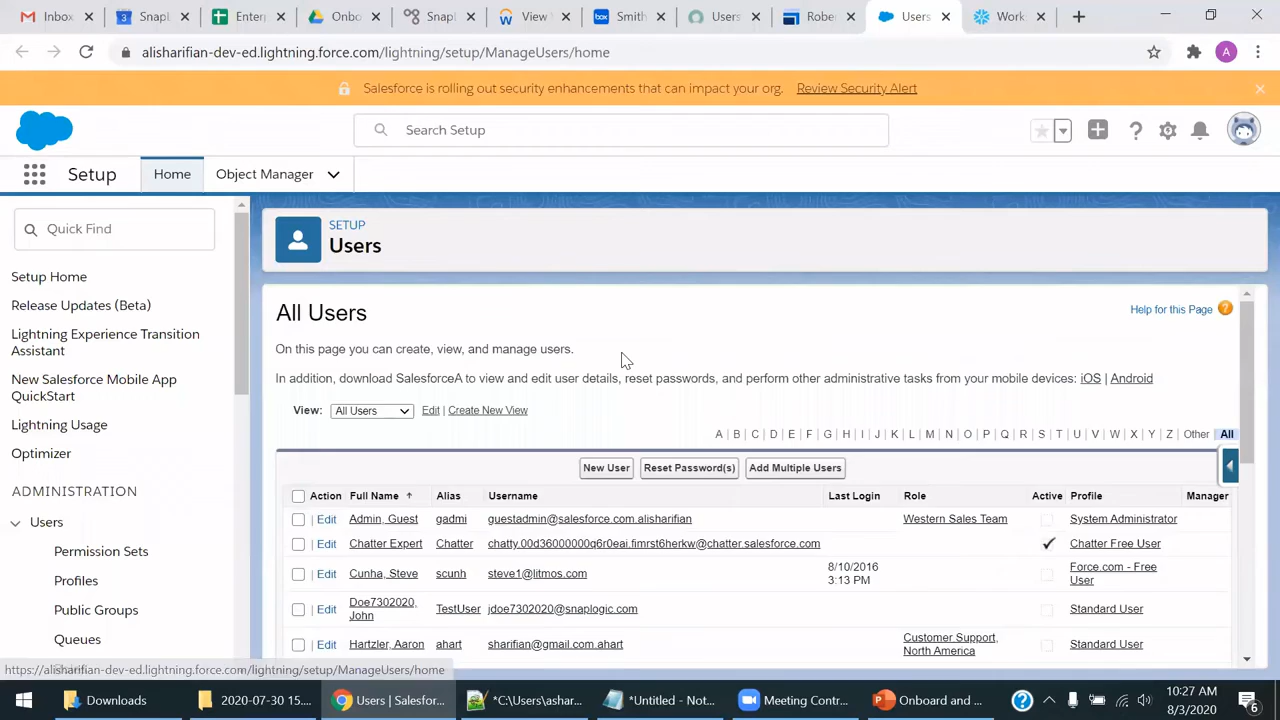 Inbox
SnapL
Enterp
Onbo
SnapL
View '
Smith
Users
Rober
Users
Works
alisharifian-dev-ed.lightning.force.com/lightning/setup/ManageUsers/home
A
Salesforce is rolling out security enhancements that can impact your org. Review Security Alert
Search Setup
Setup
Home
Object Manager
Quick Find
Setup Home
Release Updates (Beta)
Lightning Experience Transition
Assistant
New Salesforce Mobile App
QuickStart
Lightning Usage
Optimizer
ADMINISTRATION
Users
Permission Sets
Profiles
Public Groups
Queues
SETUP
Users
All Users
Help for this Page
On this page you can create, view, and manage users.
In addition, download SalesforceA to view and edit user details, reset passwords, and perform other administrative tasks from your mobile devices: iOS | Android
View: All Users Edit | Create New View
A | B | C | D | E | F | G | H | I | J | K | L | M | N | O | P | Q | R | S | T | U | V | W | X | Y | Z | Other | All
New User Reset Password(s) Add Multiple Users
Action Full Name ↑ Alias Username Last Login Role Active Profile Manager
Edit Admin, Guest gadmi guestadmin@salesforce.com.alisharifian Western Sales Team System Administrator
Edit Chatter Expert Chatter chatty.00d36000000q6r0eai.fimrst6herkw@chatter.salesforce.com Chatter Free User
Edit Cunha, Steve scunh steve1@litmos.com 8/10/2016 3:13 PM Force.com - Free User
Edit Doe7302020, John TestUser jdoe7302020@snaplogic.com Standard User
Edit Hartzler, Aaron ahart sharifian@gmail.com.ahart Customer Support, North America Standard User
https://alisharifian-dev-ed.lightning.force.com/lightning/setup/ManageUsers/home
Downloads
2020-07-30 15....
Users | Salesfor...
*C:\Users\ashar...
*Untitled - Not...
Meeting Contr...
Onboard and ...
10:27 AM
8/3/2020
6